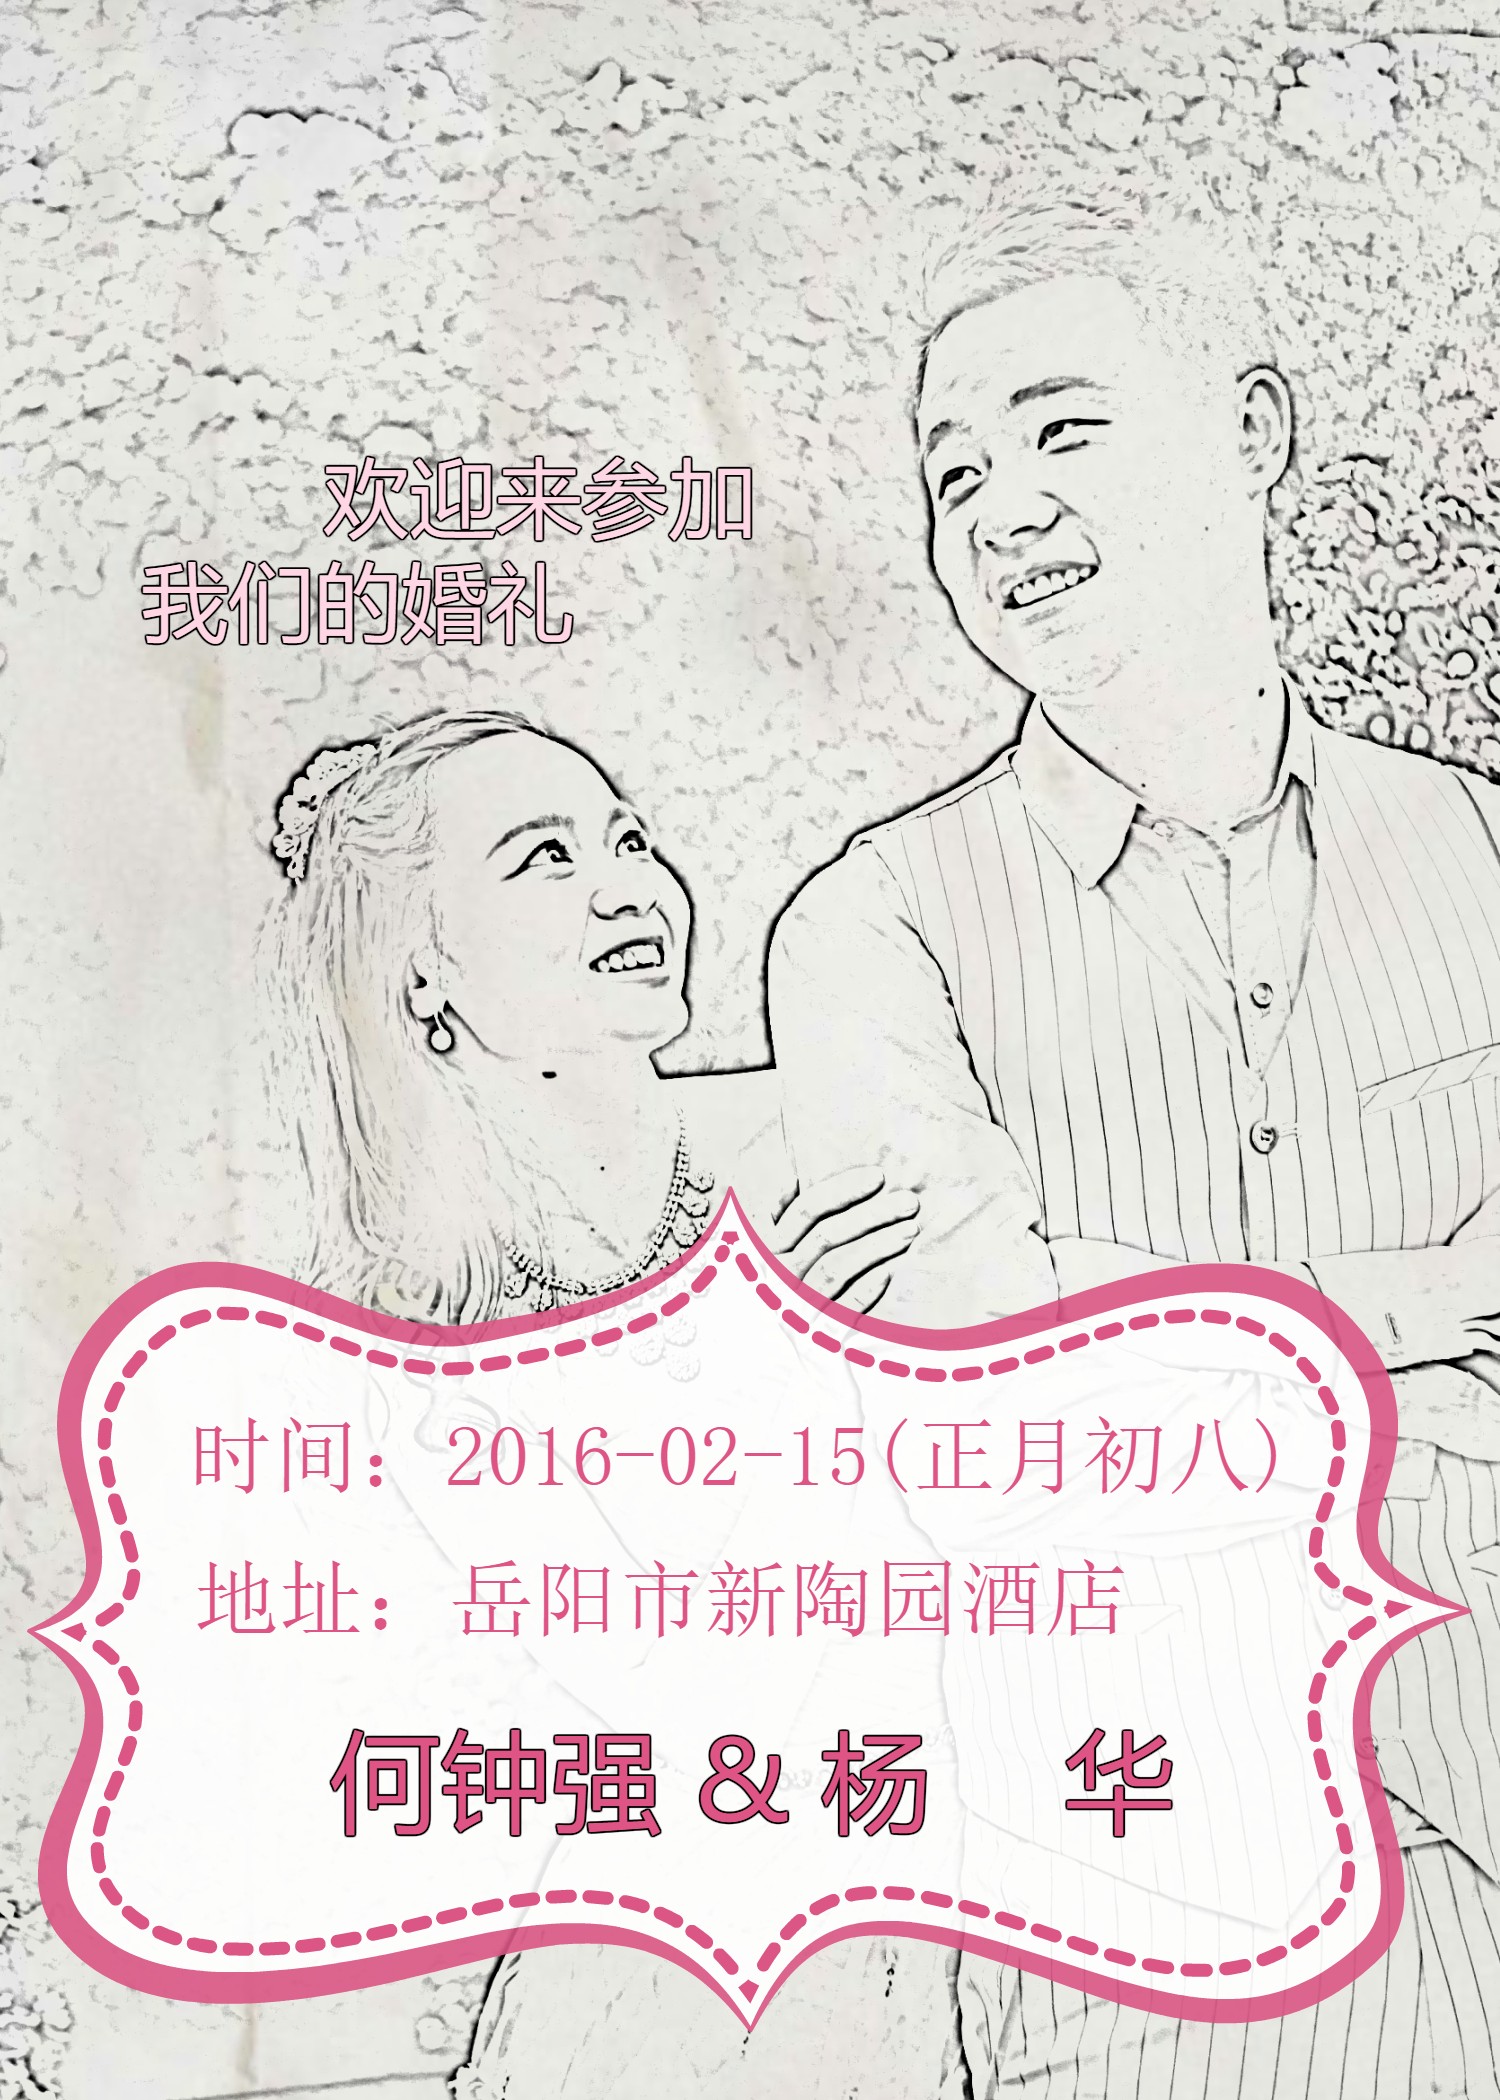 欢迎来参加
我们的婚礼
时间：2016-02-15(正月初八)
地址：岳阳市新陶园酒店
何钟强 & 杨 华